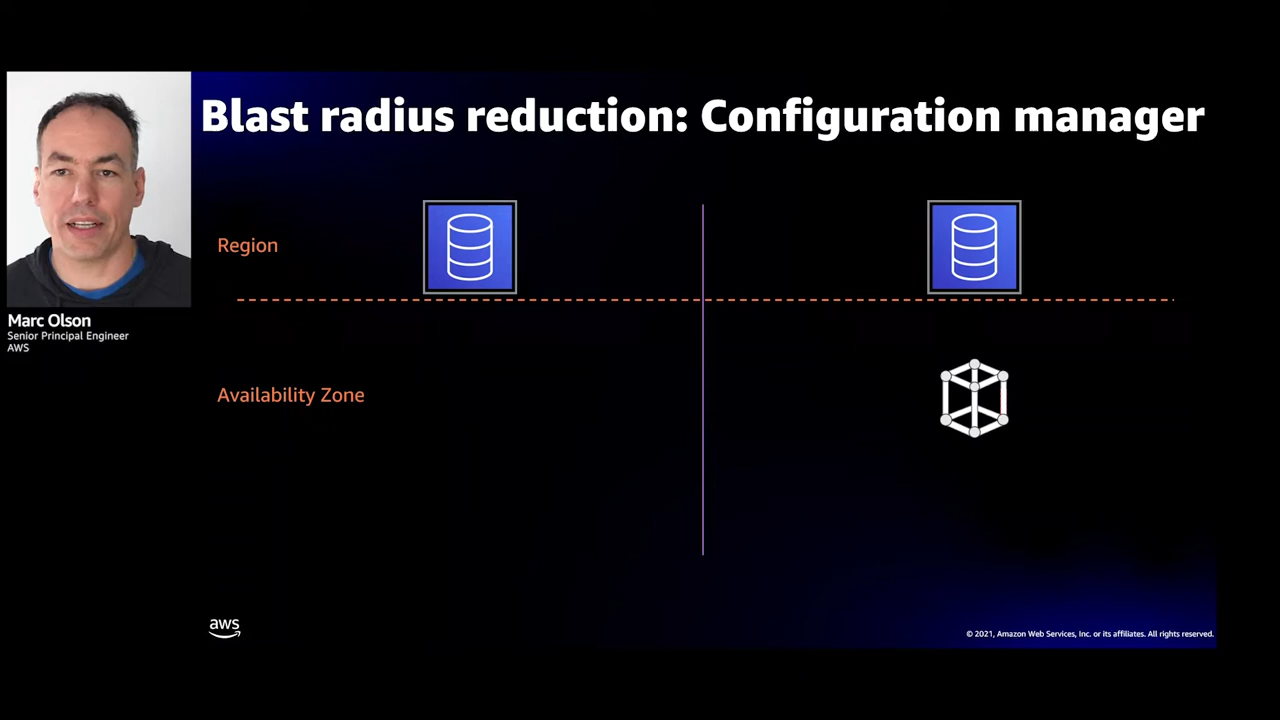 Blast radius reduction: Configuration manager
Region
Marc Olson
Senior Principal Engineer
AWS
Availability Zone
aws
© 2021, Amazon Web Services, Inc. or its affiliates. All rights reserved.